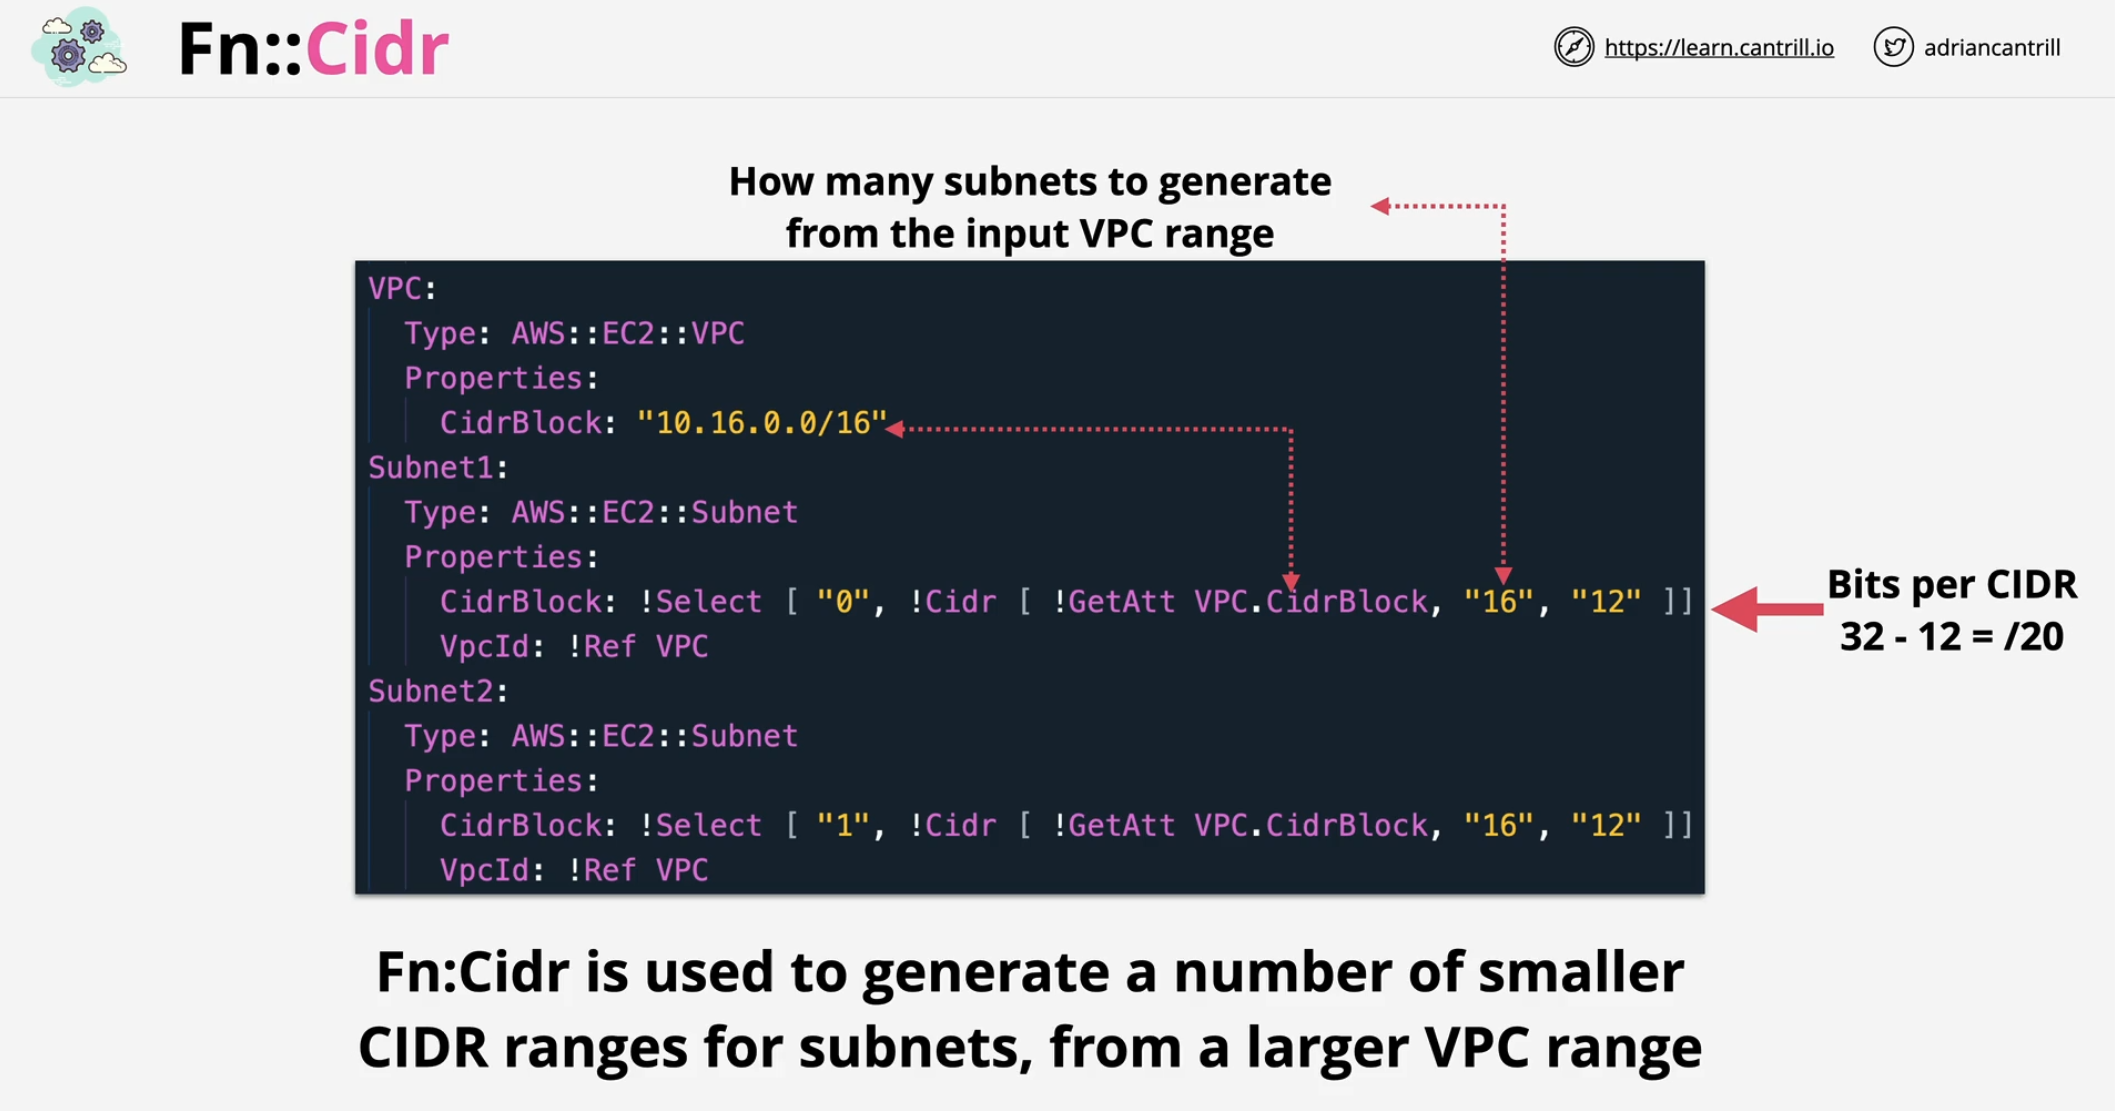 Fn::Cidr
https://learn.cantrill.io
adriancantrill
How many subnets to generate
from the input VPC range
VPC:
Type: AWS::EC2::VPC
Properties:
CidrBlock: "10.16.0.0/16"
Subnet1:
Type: AWS::EC2::Subnet
Properties:
CidrBlock: !Select [ "0", !Cidr [ !GetAtt VPC.CidrBlock, "16", "12" ]]
VpcId: !Ref VPC
Subnet2:
Type: AWS::EC2::Subnet
Properties:
CidrBlock: !Select [ "1", !Cidr [ !GetAtt VPC.CidrBlock, "16", "12" ]]
VpcId: !Ref VPC
Bits per CIDR
32 - 12 = /20
Fn:Cidr is used to generate a number of smaller
CIDR ranges for subnets, from a larger VPC range